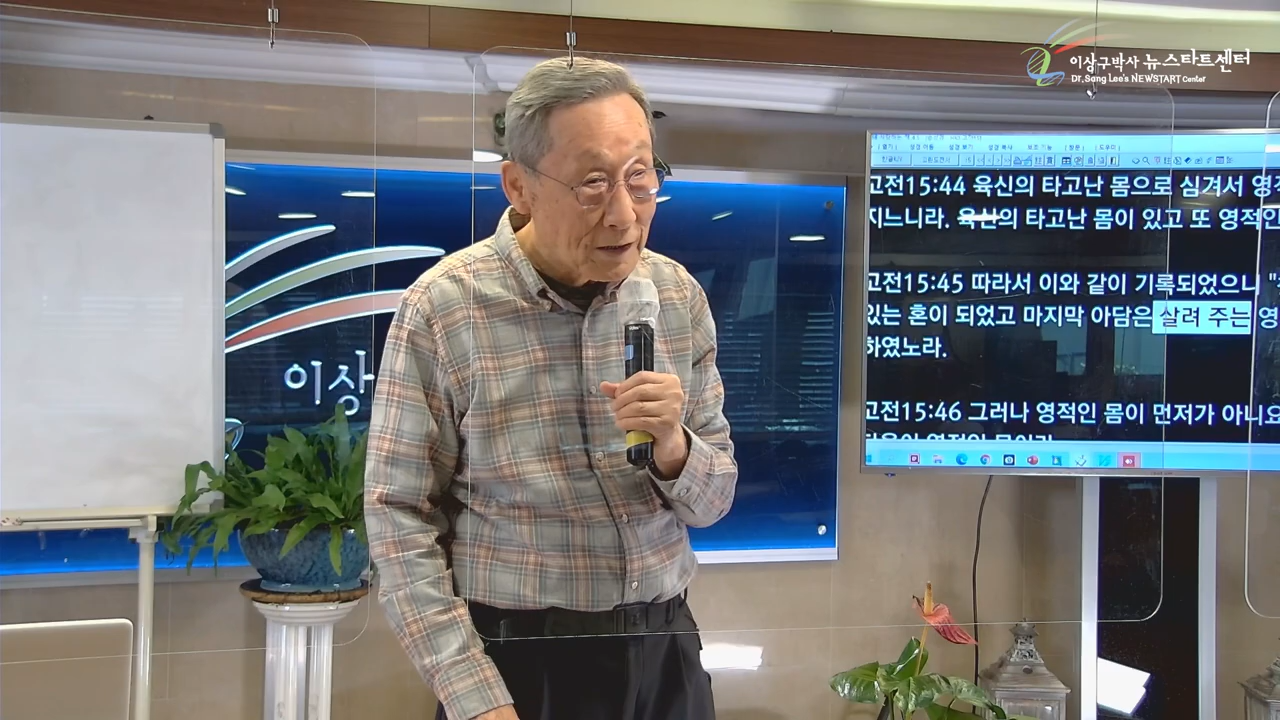 이상구박사 뉴스타트센터
Dr. Sang Lee's NEWSTART Center
이상
고전15:44 육신의 타고난 몸으로 심겨서 영적
지느니라. 육신의 타고난 몸이 있고 또 영적인
고전15:45 따라서 이와 같이 기록되었으니 "
있는 혼이 되었고 마지막 아담은 살려 주는 영
하였노라.
고전15:46 그러나 영적인 몸이 먼저가 아니요